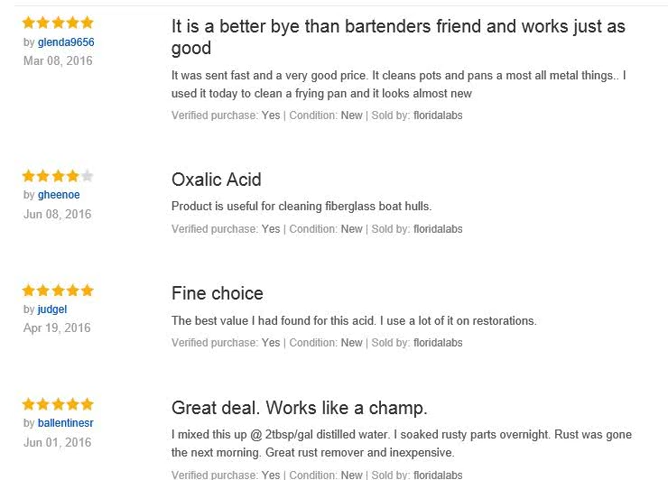 It is a better bye than bartenders friend and works just as
good
by glenda9656
Mar 08, 2016
It was sent fast and a very good price. It cleans pots and pans a most all metal things.. I
used it today to clean a frying pan and it looks almost new
Verified purchase: Yes | Condition: New | Sold by: floridalabs
Oxalic Acid
by gheenoe
Jun 08, 2016
Product is useful for cleaning fiberglass boat hulls.
Verified purchase: Yes | Condition: New | Sold by: floridalabs
Fine choice
by judgel
Apr 19, 2016
The best value I had found for this acid. I use a lot of it on restorations.
Verified purchase: Yes | Condition: New | Sold by: floridalabs
Great deal. Works like a champ.
by ballentinesr
Jun 01, 2016
I mixed this up @ 2tbsp/gal distilled water. I soaked rusty parts overnight. Rust was gone
the next morning. Great rust remover and inexpensive.
Verified purchase: Yes | Condition: New | Sold by: floridalabs